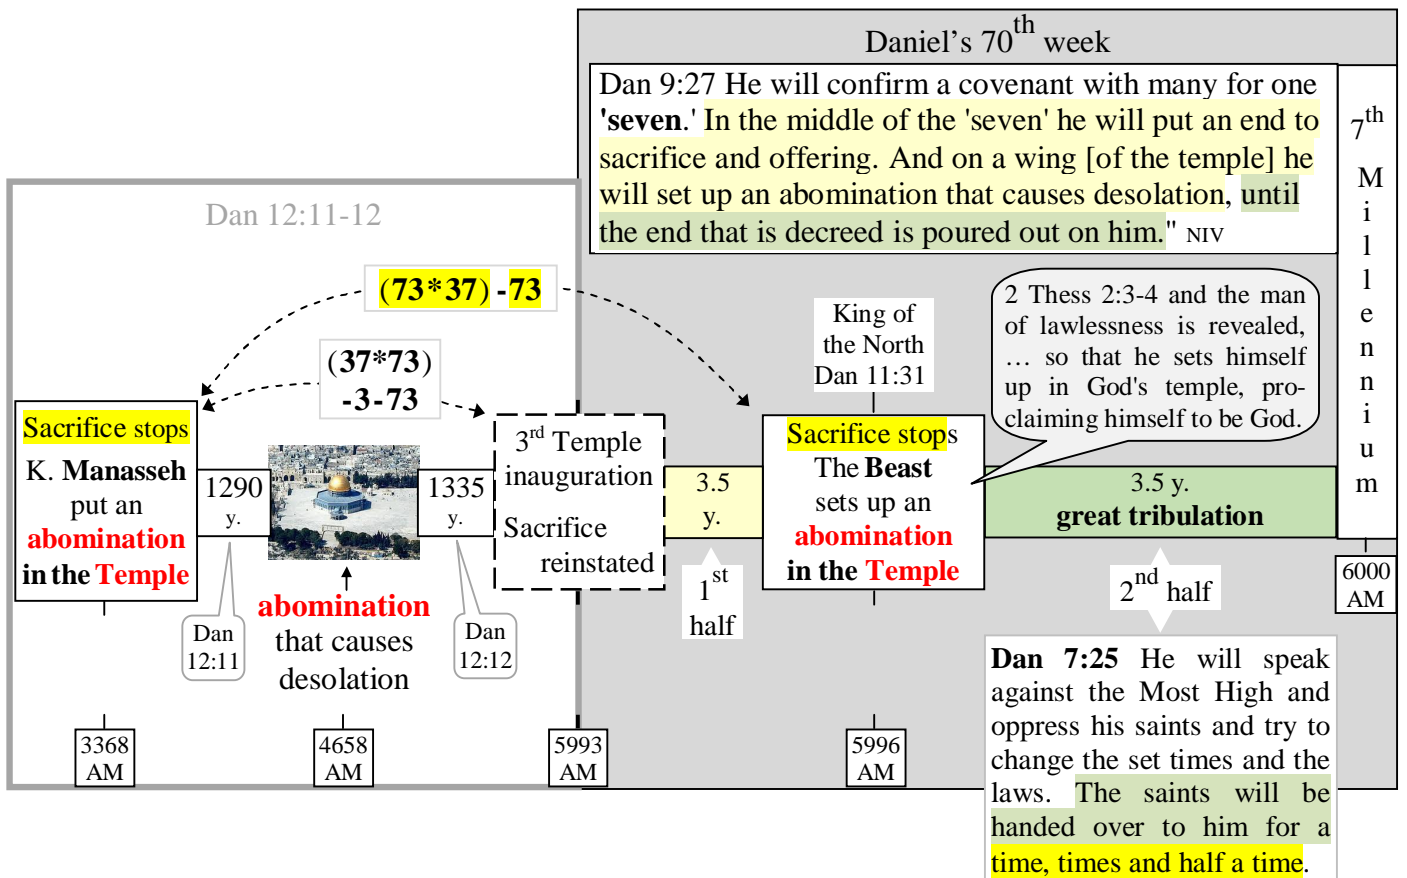 Daniel's 70th week
Dan 9:27 He will confirm a covenant with many for one
'seven.' In the middle of the 'seven' he will put an end to
sacrifice and offering. And on a wing [of the temple] he
will set up an abomination that causes desolation, until
the end that is decreed is poured out on him." NIV
7th
M
i
l
l
e
n
n
i
u
m
Dan 12:11-12
(73*37) -73
(37*73)
-3-73
King of
the North
Dan 11:31
2 Thess 2:3-4 and the man
of lawlessness is revealed,
… so that he sets himself
up in God's temple, pro-
claiming himself to be God.
Sacrifice stops
K. Manasseh
put an
abomination
in the Temple
1290
y.
1335
y.
3rd Temple
inauguration
Sacrifice
reinstated
3.5
y.
Sacrifice stops
The Beast
sets up an
abomination
in the Temple
3.5 y.
great tribulation
6000
AM
Dan
12:11
abomination
that causes
desolation
Dan
12:12
1st
half
2nd half
Dan 7:25 He will speak
against the Most High and
oppress his saints and try to
change the set times and the
laws. The saints will be
handed over to him for a
time, times and half a time.
3368
AM
4658
AM
5993
AM
5996
AM